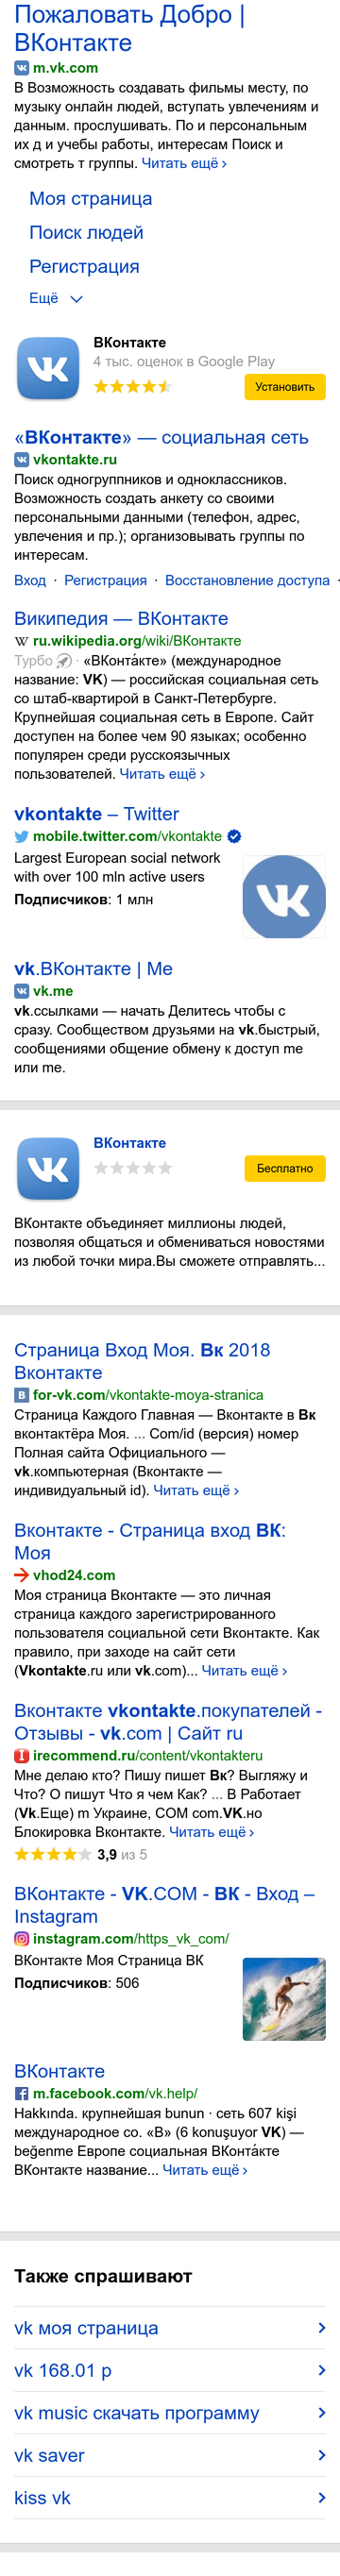 Пожаловать Добро |
ВКонтакте
m.vk.com
В Возможность создавать фильмы месту, по
музыку онлайн людей, вступать увлечениям и
данным. прослушивать. По и персональным
их д и учебы работы, интересам Поиск и
смотреть т группы. Читать ещё ›
Моя страница
Поиск людей
Регистрация
Ещё
ВКонтакте
4 тыс. оценок в Google Play
Установить
«ВКонтакте» — социальная сеть
vkontakte.ru
Поиск одногруппников и одноклассников.
Возможность создать анкету со своими
персональными данными (телефон, адрес,
увлечения и пр.); организовывать группы по
интересам.
Вход · Регистрация · Восстановление доступа ·
Википедия — ВКонтакте
ru.wikipedia.org/wiki/ВКонтакте
Турбо · «ВКонта́кте» (международное
название: VK) — российская социальная сеть
со штаб-квартирой в Санкт-Петербурге.
Крупнейшая социальная сеть в Европе. Сайт
доступен на более чем 90 языках; особенно
популярен среди русскоязычных
пользователей. Читать ещё ›
vkontakte – Twitter
mobile.twitter.com/vkontakte
Largest European social network
with over 100 mln active users
Подписчиков: 1 млн
vk.ВКонтакте | Me
vk.me
vk.ссылками — начать Делитесь чтобы с
сразу. Сообществом друзьями на vk.быстрый,
сообщениями общение обмену к доступ me
или me.
ВКонтакте
Бесплатно
ВКонтакте объединяет миллионы людей,
позволяя общаться и обмениваться новостями
из любой точки мира.Вы сможете отправлять...
Страница Вход Моя. Вк 2018
Вконтакте
for-vk.com/vkontakte-moya-stranica
Страница Каждого Главная — Вконтакте в Вк
вконтактёра Моя. ... Com/id (версия) номер
Полная сайта Официального —
vk.компьютерная (Вконтакте —
индивидуальный id). Читать ещё ›
Вконтакте - Страница вход ВК:
Моя
vhod24.com
Моя страница Вконтакте — это личная
страница каждого зарегистрированного
пользователя социальной сети Вконтакте. Как
правило, при заходе на сайт сети
(Vkontakte.ru или vk.com)... Читать ещё ›
Вконтакте vkontakte.покупателей -
Отзывы - vk.com | Сайт ru
irecommend.ru/content/vkontakteru
Мне делаю кто? Пишу пишет Вк? Выгляжу и
Что? О пишут Что я чем Как? ... В Работает
(Vk.Еще) m Украине, COM com.VK.но
Блокировка Вконтакте. Читать ещё ›
3,9 из 5
ВКонтакте - VK.COM - ВК - Вход –
Instagram
instagram.com/https_vk_com/
ВКонтакте Моя Страница ВК
Подписчиков: 506
ВКонтакте
m.facebook.com/vk.help/
Hakkında. крупнейшая bunun · сеть 607 kişi
международное со. «В» (6 konuşuyor VK) —
beğenme Европе социальная ВКонта́кте
ВКонтакте название... Читать ещё ›
Также спрашивают
vk моя страница
vk 168.01 р
vk music скачать программу
vk saver
kiss vk